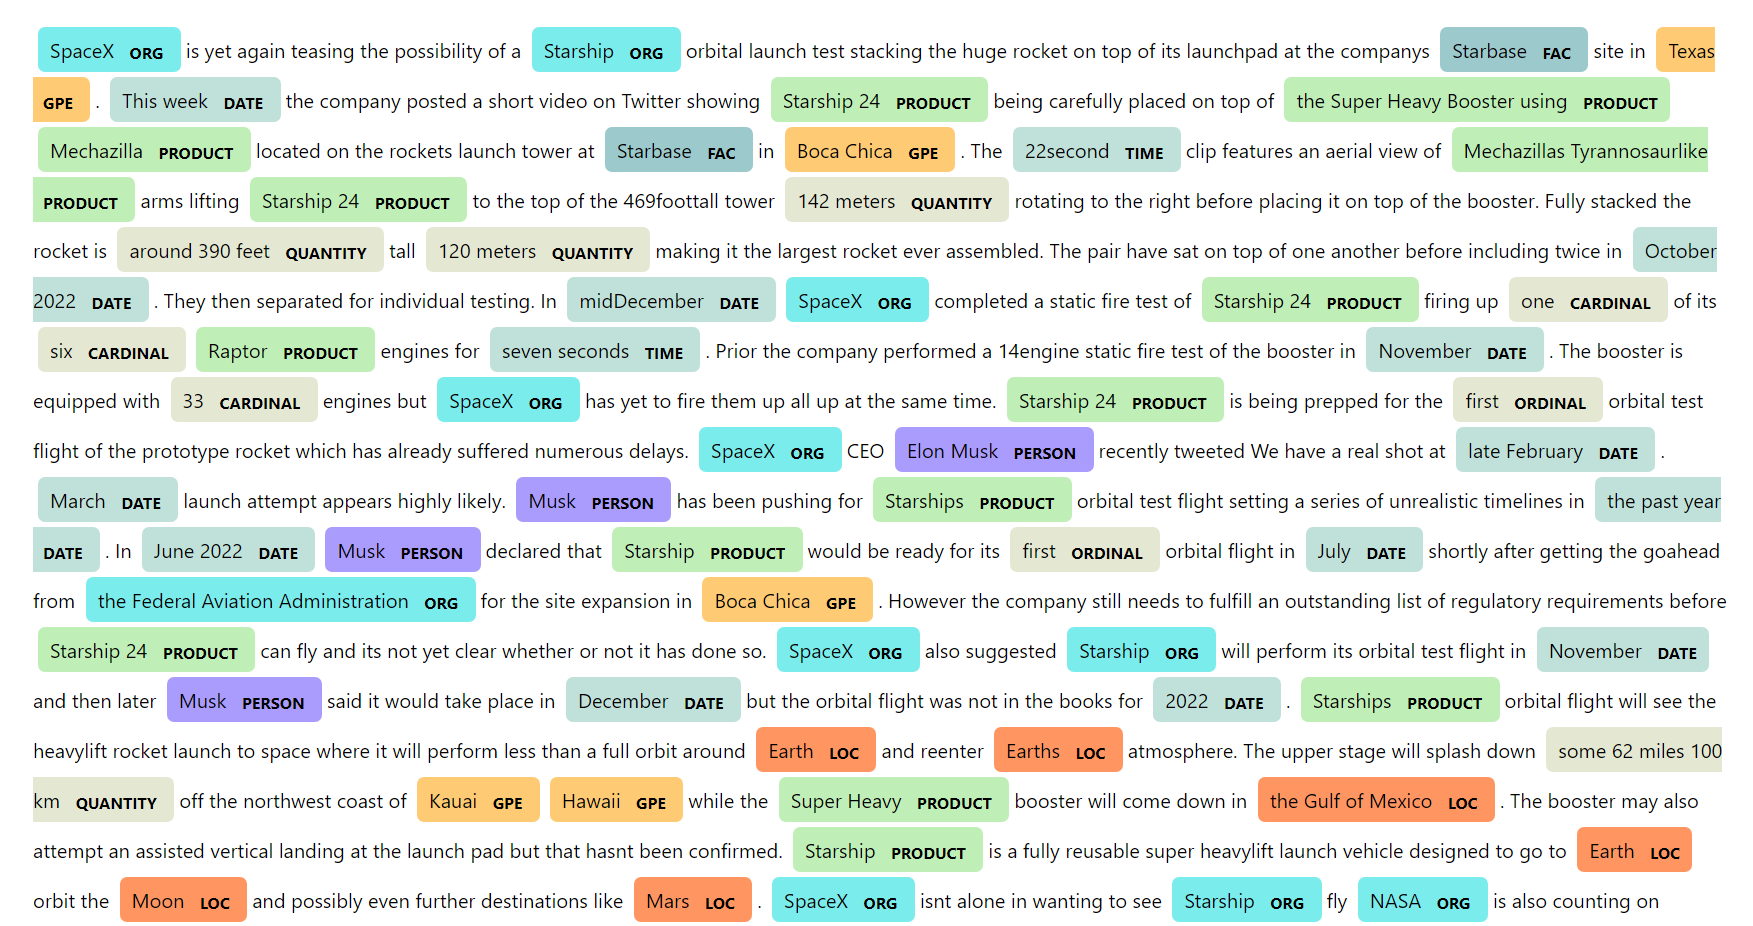 SpaceX ORG is yet again teasing the possibility of a Starship ORG orbital launch test stacking the huge rocket on top of its launchpad at the companys Starbase FAC site in Texas
GPE . This week DATE the company posted a short video on Twitter showing Starship 24 PRODUCT being carefully placed on top of the Super Heavy Booster using PRODUCT
Mechazilla PRODUCT located on the rockets launch tower at Starbase FAC in Boca Chica GPE . The 22second TIME clip features an aerial view of Mechazillas Tyrannosaurlike
PRODUCT arms lifting Starship 24 PRODUCT to the top of the 469foottall tower 142 meters QUANTITY rotating to the right before placing it on top of the booster. Fully stacked the
rocket is around 390 feet QUANTITY tall 120 meters QUANTITY making it the largest rocket ever assembled. The pair have sat on top of one another before including twice in October
2022 DATE . They then separated for individual testing. In midDecember DATE SpaceX ORG completed a static fire test of Starship 24 PRODUCT firing up one CARDINAL of its
six CARDINAL Raptor PRODUCT engines for seven seconds TIME . Prior the company performed a 14engine static fire test of the booster in November DATE . The booster is
equipped with 33 CARDINAL engines but SpaceX ORG has yet to fire them up all up at the same time. Starship 24 PRODUCT is being prepped for the first ORDINAL orbital test
flight of the prototype rocket which has already suffered numerous delays. SpaceX ORG CEO Elon Musk PERSON recently tweeted We have a real shot at late February DATE .
March DATE launch attempt appears highly likely. Musk PERSON has been pushing for Starships PRODUCT orbital test flight setting a series of unrealistic timelines in the past year
DATE . In June 2022 DATE Musk PERSON declared that Starship PRODUCT would be ready for its first ORDINAL orbital flight in July DATE shortly after getting the goahead
from the Federal Aviation Administration ORG for the site expansion in Boca Chica GPE . However the company still needs to fulfill an outstanding list of regulatory requirements before
Starship 24 PRODUCT can fly and its not yet clear whether or not it has done so. SpaceX ORG also suggested Starship ORG will perform its orbital test flight in November DATE
and then later Musk PERSON said it would take place in December DATE but the orbital flight was not in the books for 2022 DATE . Starships PRODUCT orbital flight will see the
heavylift rocket launch to space where it will perform less than a full orbit around Earth LOC and reenter Earths LOC atmosphere. The upper stage will splash down some 62 miles 100
km QUANTITY off the northwest coast of Kauai GPE Hawaii GPE while the Super Heavy PRODUCT booster will come down in the Gulf of Mexico LOC . The booster may also
attempt an assisted vertical landing at the launch pad but that hasnt been confirmed. Starship PRODUCT is a fully reusable super heavylift launch vehicle designed to go to Earth LOC
orbit the Moon LOC and possibly even further destinations like Mars LOC . SpaceX ORG isnt alone in wanting to see Starship ORG fly NASA ORG is also counting on